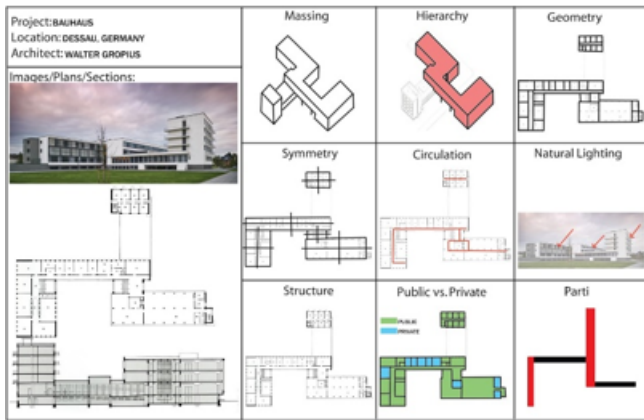 Project: BAUHAUS
Location: DESSAU, GERMANY
Architect: WALTER GROPIUS
Images/Plans/Sections:
Massing
Hierarchy
Geometry
Symmetry
Circulation
Natural Lighting
Structure
Public vs. Private
PUBLIC
PRIVATE
Parti